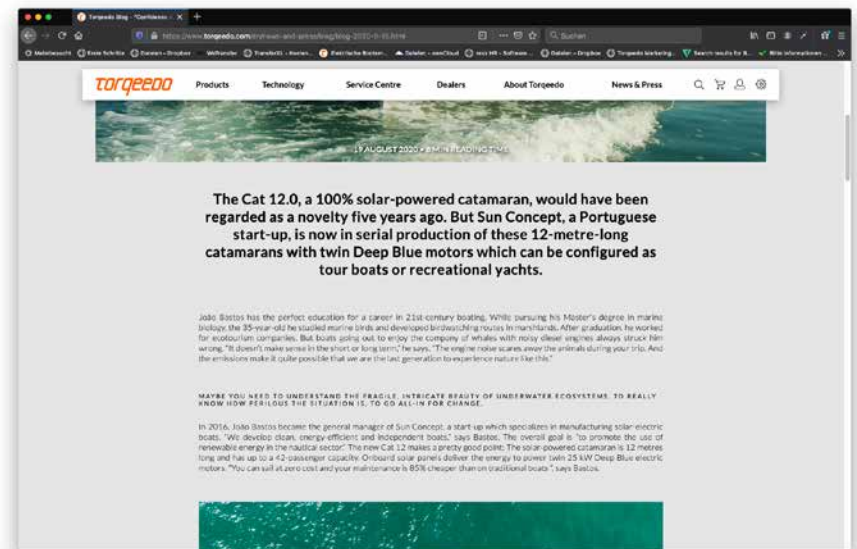 Torqeedo Blog - "Confidence
https://www.torqeedo.com
Suchen
Meistbesucht
Erste Schritte
Dateien – Dropbox
WeTransfer
torqeedo
Products
Technology
Service Centre
Dealers
About Torqeedo
News & Press
19 AUGUST 2020 • 8 MIN READING TIME
The Cat 12.0, a 100% solar-powered catamaran, would have been
regarded as a novelty five years ago. But Sun Concept, a Portuguese
start-up, is now in serial production of these 12-metre-long
catamarans with twin Deep Blue motors which can be configured as
tour boats or recreational yachts.
João Bastos has the perfect education for a career in 21st-century boating. While pursuing his Master's degree in marine
biology, the 35-year-old he studied marine birds and developed birdwatching routes in marshlands. After graduation, he worked
for ecotourism companies. But boats going out to enjoy the company of whales with noisy diesel engines always struck him
wrong. "It doesn't make sense in the short or long term," he says. "The engine noise scares away the animals during your trip. And
the emissions make it quite possible that we are the last generation to experience nature like this."
MAYBE YOU NEED TO UNDERSTAND THE FRAGILE, INTRICATE BEAUTY OF UNDERWATER ECOSYSTEMS, TO REALLY
KNOW HOW PERILOUS THE SITUATION IS, TO GO ALL-IN FOR CHANGE.
In 2016, João Bastos became the general manager of Sun Concept, a start-up which specializes in manufacturing solar electric
boats. "We develop clean, energy-efficient and independent boats," says Bastos. The overall goal is "to promote the use of
renewable energy in the nautical sector." The new Cat 12 makes a pretty good point: The solar-powered catamaran is 12 metres
long and has up to a 42-passenger capacity. Onboard solar panels deliver the energy to power twin 25 kW Deep Blue electric
motors. "You can sail at zero cost and your maintenance is 85% cheaper than on traditional boats", says Bastos.